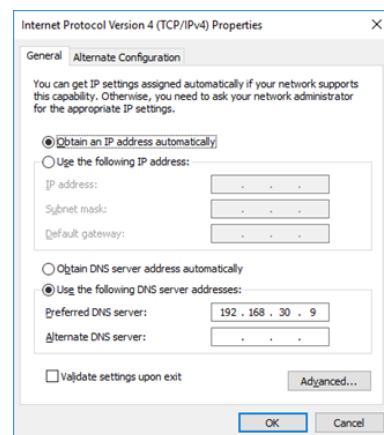 Internet Protocol Version 4 (TCP/IPv4) Properties
General Alternate Configuration
You can get IP settings assigned automatically if your network supports
this capability. Otherwise, you need to ask your network administrator
for the appropriate IP settings.
Obtain an IP address automatically
Use the following IP address:
IP address: . . .
Subnet mask: . . .
Default gateway: . . .
Obtain DNS server address automatically
Use the following DNS server addresses:
Preferred DNS server: 192 . 168 . 30 . 9
Alternate DNS server: . . .
Validate settings upon exit
Advanced...
OK Cancel